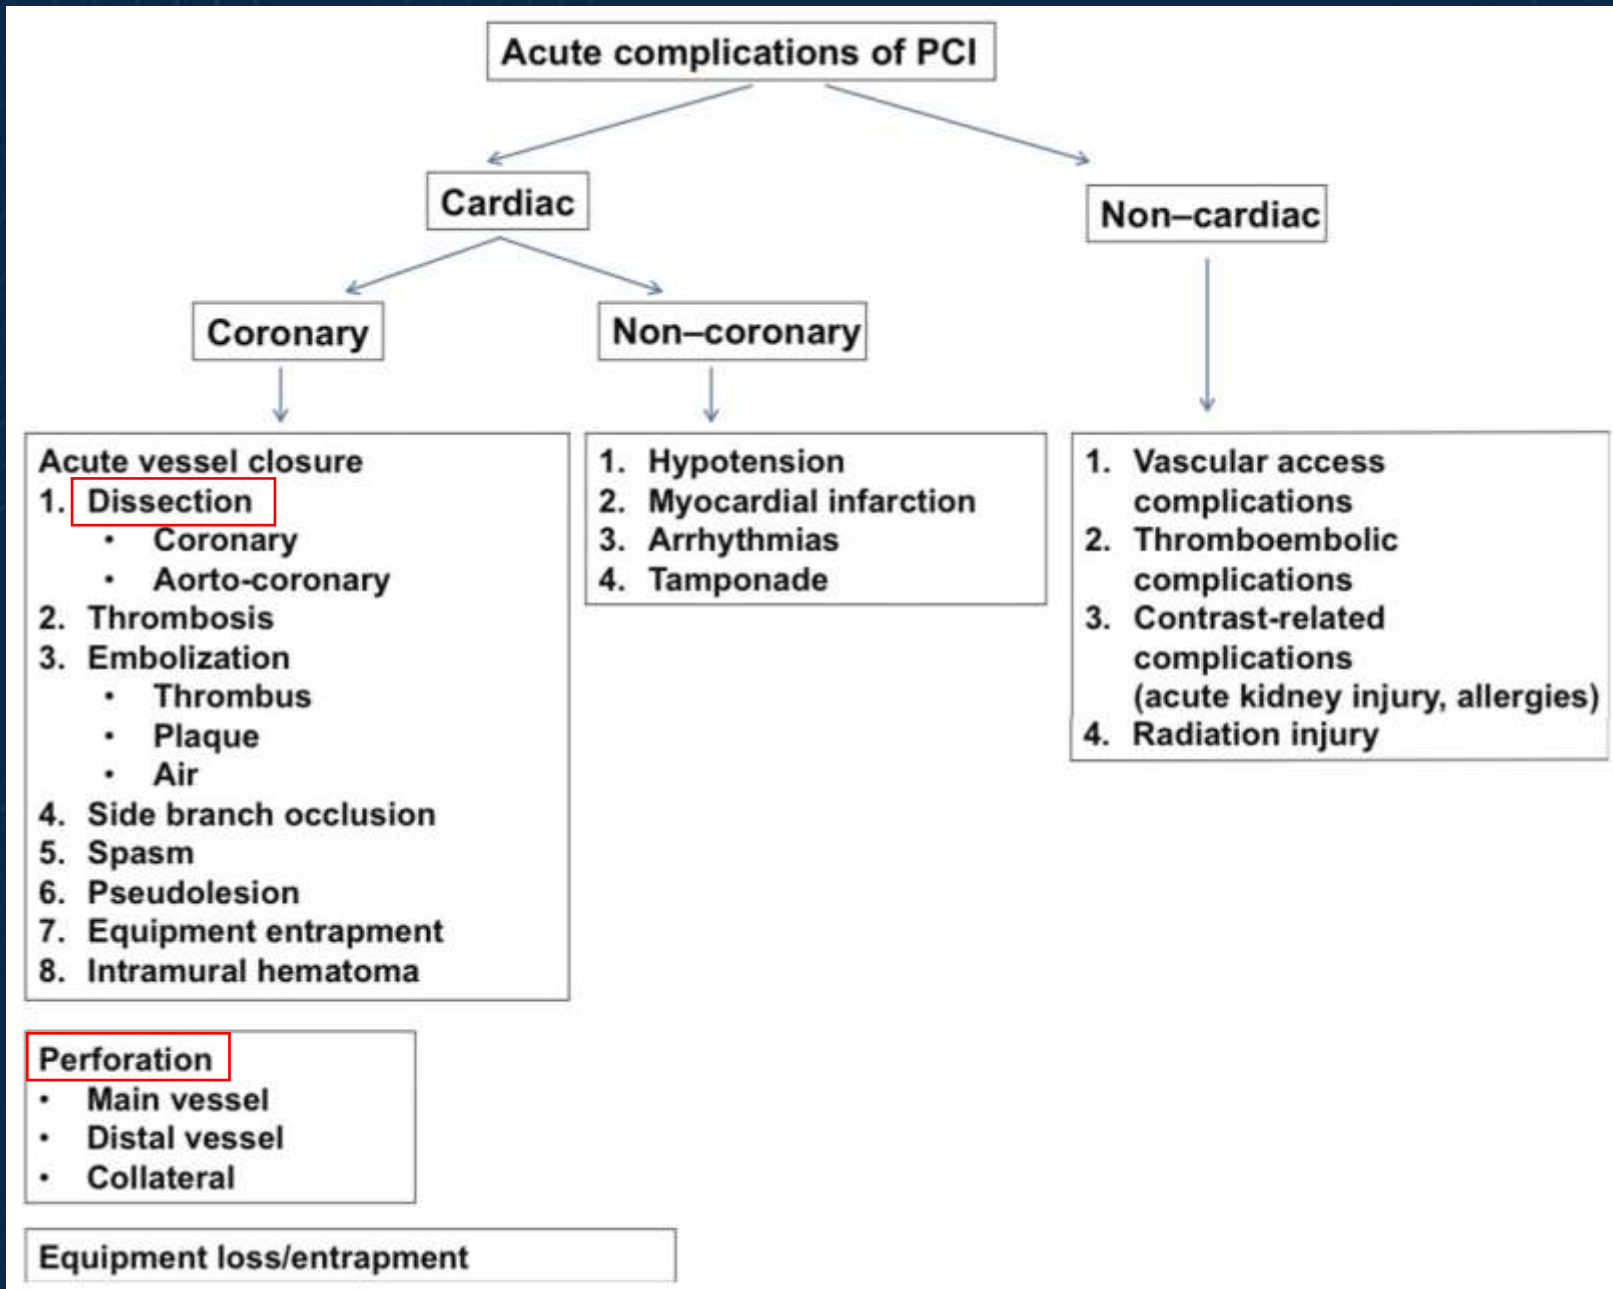 Acute complications of PCI
Cardiac
Non–cardiac
Coronary
Non–coronary
Acute vessel closure
1. Dissection
• Coronary
• Aorto-coronary
2. Thrombosis
3. Embolization
• Thrombus
• Plaque
• Air
4. Side branch occlusion
5. Spasm
6. Pseudolesion
7. Equipment entrapment
8. Intramural hematoma
1. Hypotension
2. Myocardial infarction
3. Arrhythmias
4. Tamponade
1. Vascular access
complications
2. Thromboembolic
complications
3. Contrast-related
complications
(acute kidney injury, allergies)
4. Radiation injury
Perforation
• Main vessel
• Distal vessel
• Collateral
Equipment loss/entrapment